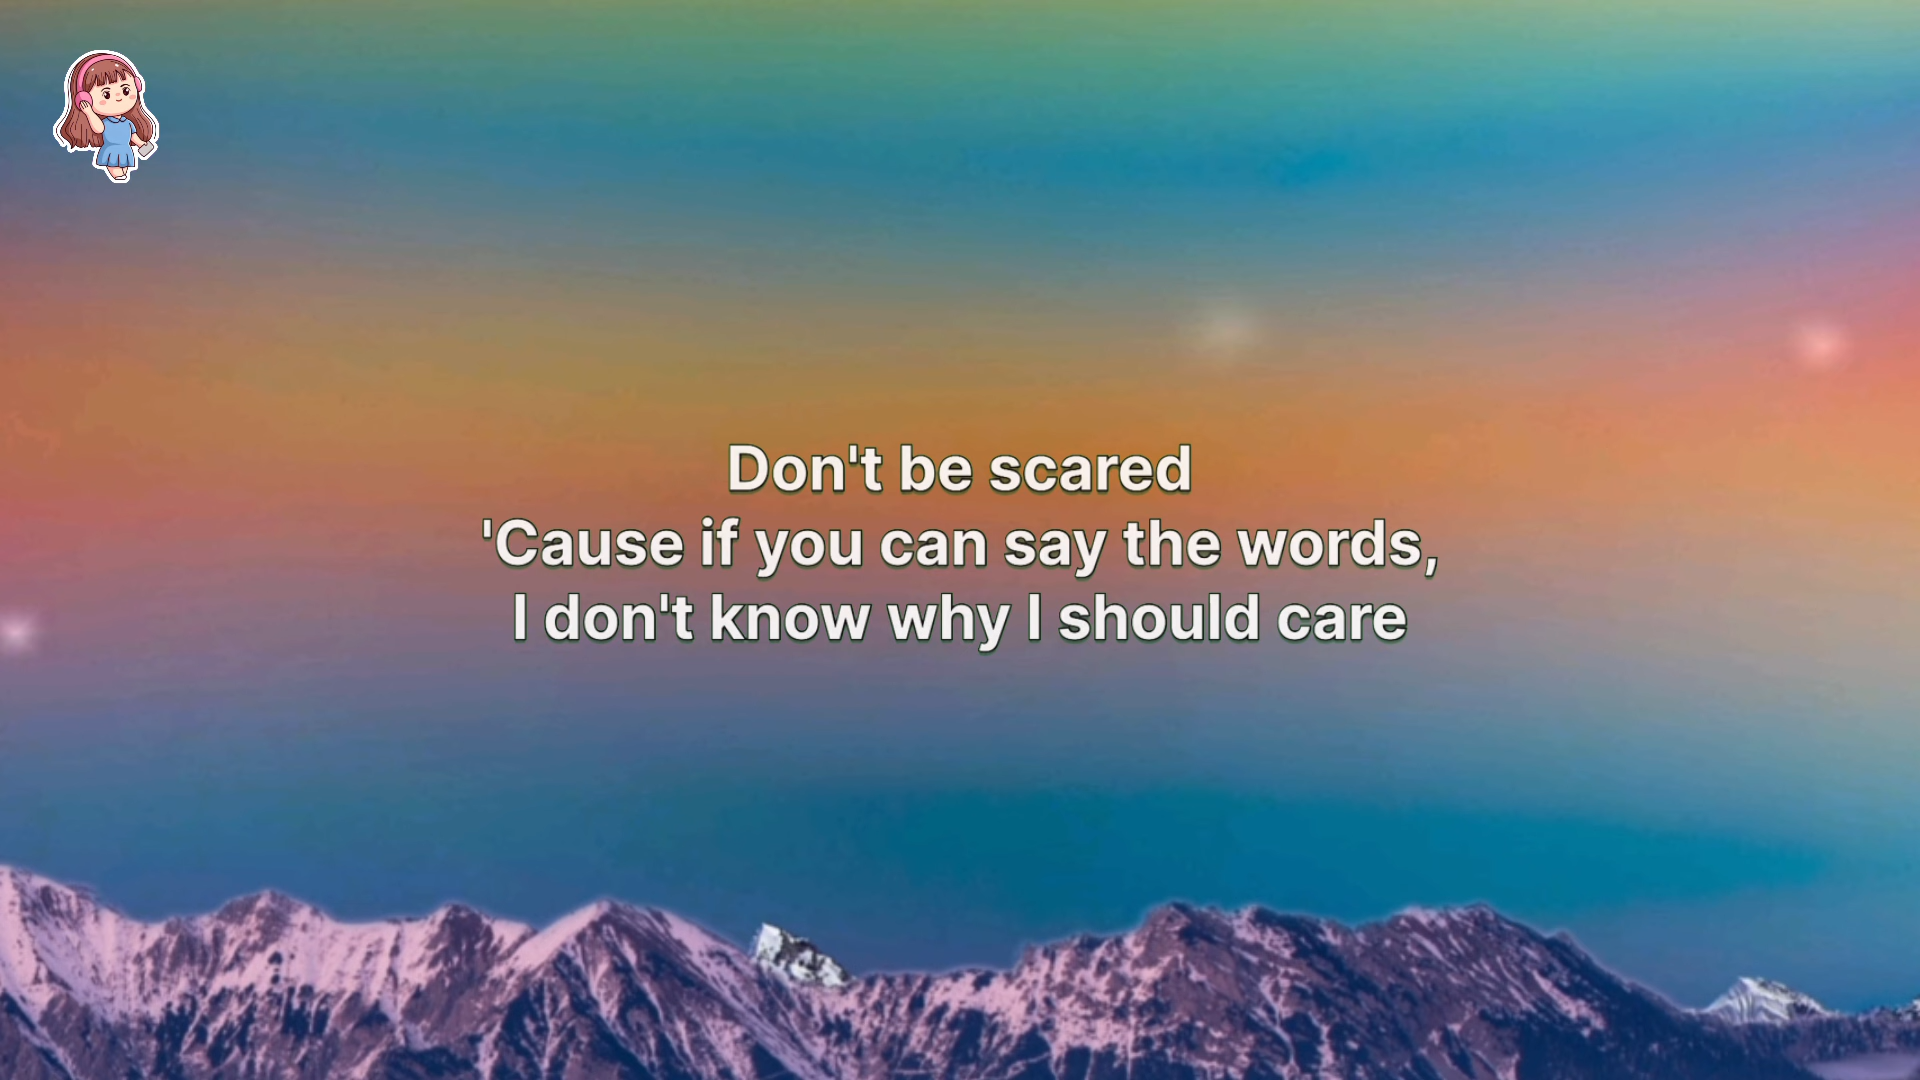 Don't be scared
'Cause if you can say the words,
I don't know why I should care